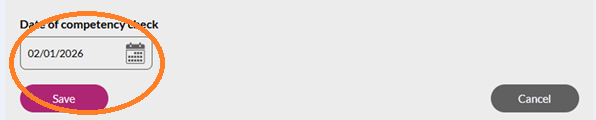 Date of competency check
02/01/2026
Save
Cancel